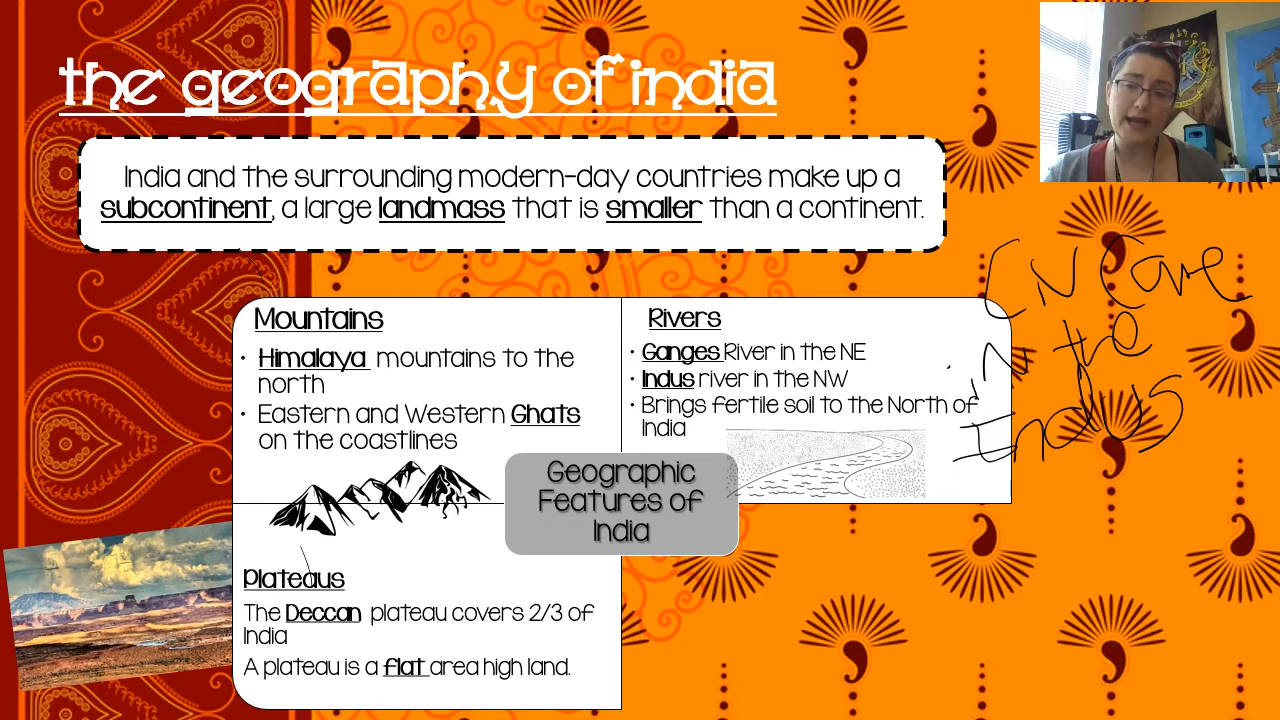 the geography of india
India and the surrounding modern-day countries make up a
subcontinent, a large landmass that is smaller than a continent.
Mountains
• Himalaya mountains to the
north
• Eastern and Western Ghats
on the coastlines
Rivers
• Ganges River in the NE
• Indus river in the NW
• Brings fertile soil to the North of
India
Geographic
Features of
India
Plateaus
The Deccan plateau covers 2/3 of
India
A plateau is a flat area high land.
in the
Indus